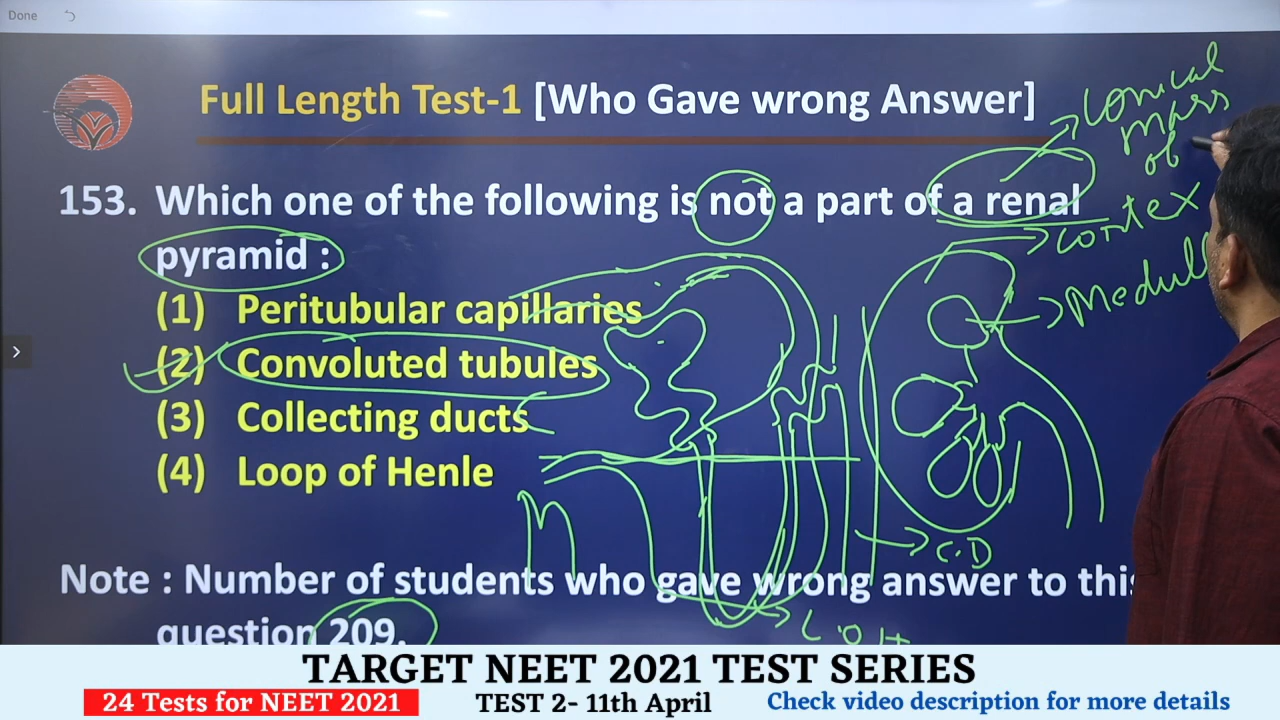 Done
Full Length Test-1 [Who Gave wrong Answer]
153. Which one of the following is not a part of a renal
pyramid :
(1) Peritubular capillaries
(2) Convoluted tubules
(3) Collecting ducts
(4) Loop of Henle
Note : Number of students who gave wrong answer to this
question 209.
Conical
mass
of
Cortex
Medull
C.D
L.O.H
TARGET NEET 2021 TEST SERIES
24 Tests for NEET 2021
TEST 2- 11th April
Check video description for more details